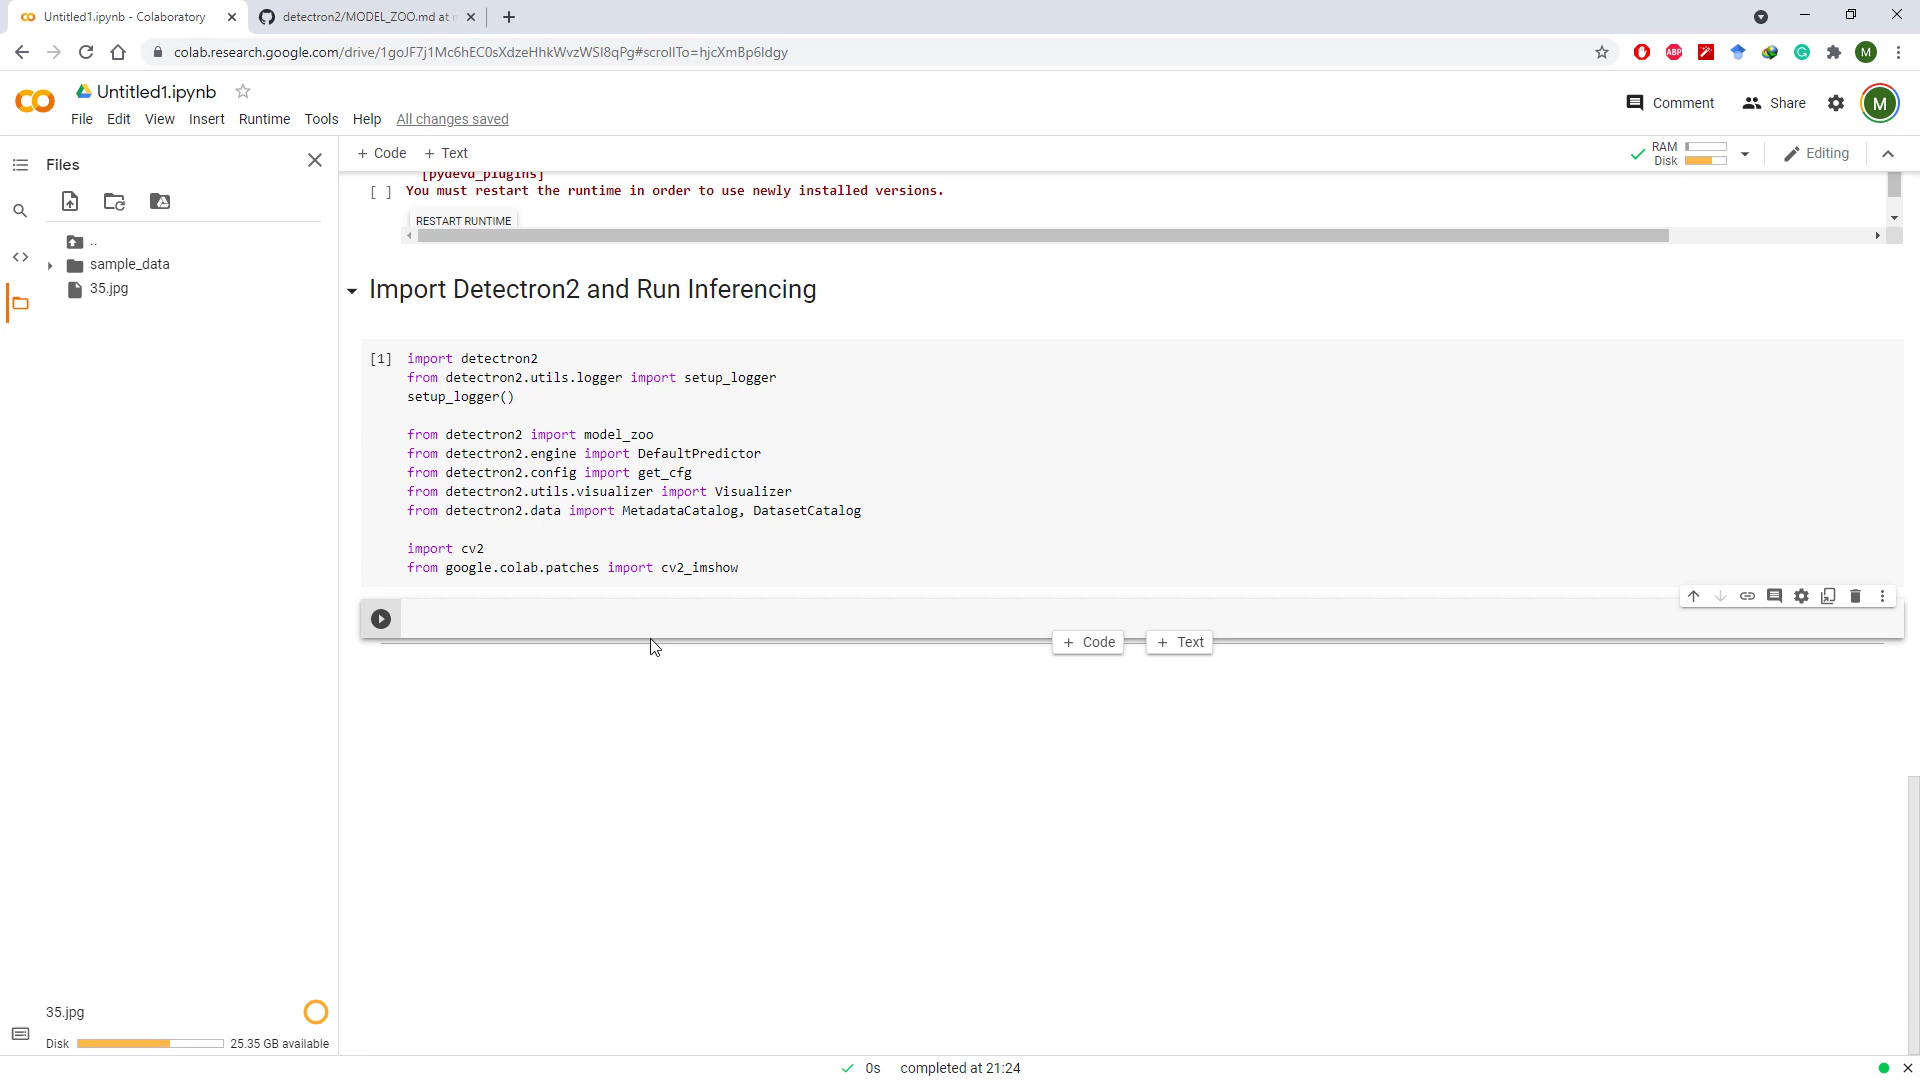 Untitled1.ipynb - Colaboratory
detectron2/MODEL_ZOO.md at
colab.research.google.com/drive/1goJF7j1Mc6hEC0sXdzeHhkWvzWSI8qPg#scrollTo=hjcXmBp6ldgy
ABP
M
Untitled1.ipynb
Comment
Share
M
File Edit View Insert Runtime Tools Help All changes saved
Files
+ Code + Text
RAM
Disk
Editing
[pydevd_plugins]
[ ] You must restart the runtime in order to use newly installed versions.
RESTART RUNTIME
..
sample_data
35.jpg
Import Detectron2 and Run Inferencing
[1] import detectron2
from detectron2.utils.logger import setup_logger
setup_logger()
from detectron2 import model_zoo
from detectron2.engine import DefaultPredictor
from detectron2.config import get_cfg
from detectron2.utils.visualizer import Visualizer
from detectron2.data import MetadataCatalog, DatasetCatalog
import cv2
from google.colab.patches import cv2_imshow
+ Code + Text
35.jpg
Disk 25.35 GB available
0s completed at 21:24